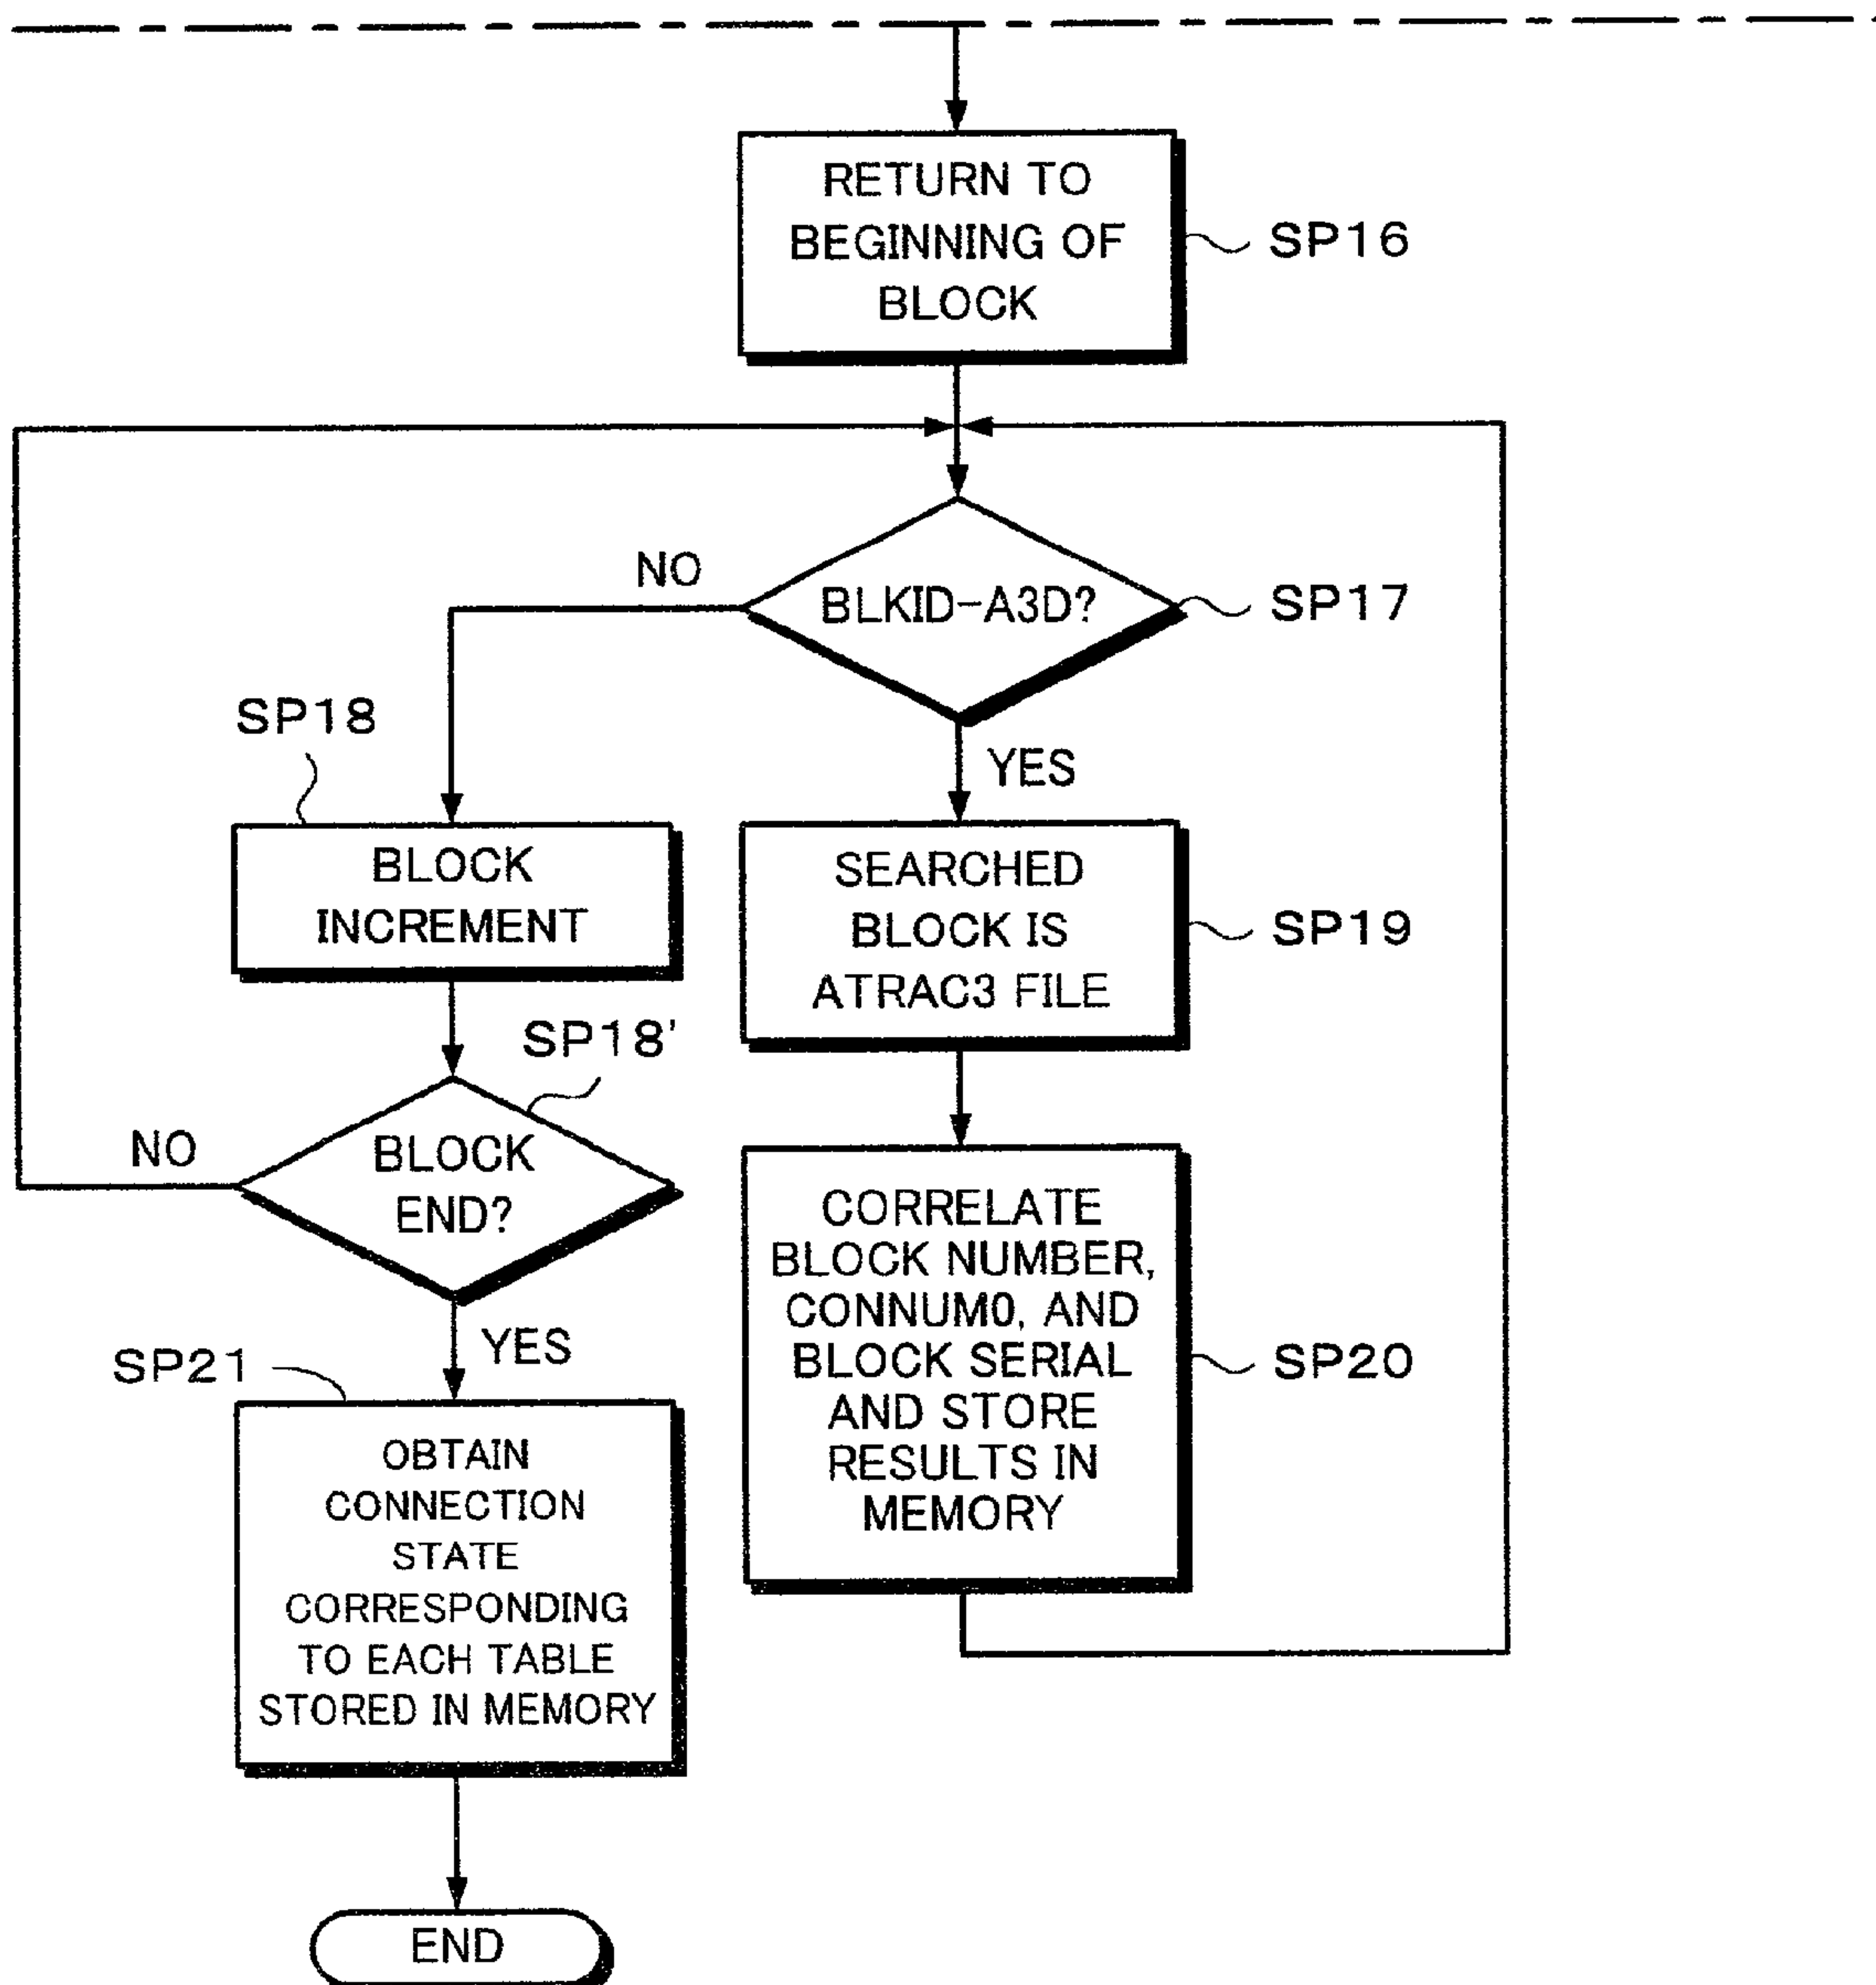 RETURN TO
BEGINNING OF
BLOCK
SP16
NO
BLKID-A3D?
SP17
YES
SP18
BLOCK
INCREMENT
SEARCHED
BLOCK IS
ATRAC3 FILE
SP19
SP18'
NO
BLOCK
END?
YES
CORRELATE
BLOCK NUMBER,
CONNUM0, AND
BLOCK SERIAL
AND STORE
RESULTS IN
MEMORY
SP20
SP21
OBTAIN
CONNECTION
STATE
CORRESPONDING
TO EACH TABLE
STORED IN MEMORY
END